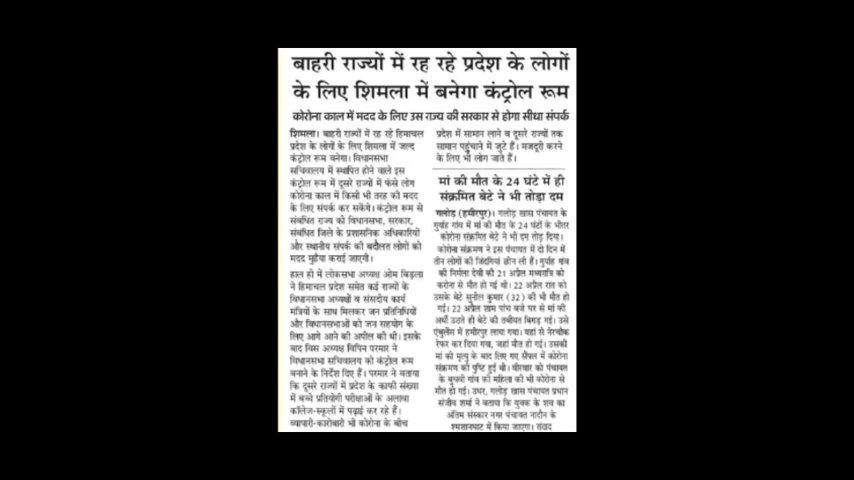 बाहरी राज्यों में रह रहे प्रदेश के लोगों
के लिए शिमला में बनेगा कंट्रोल रूम
कोरोना काल में मदद के लिए उस राज्य की सरकार से होगा सीधा संपर्क
शिमला। बाहरी राज्यों में रह रहे हिमाचल
प्रदेश के लोगों के लिए शिमला में जल्द
कंट्रोल रूम बनेगा। विधानसभा
सचिवालय में स्थापित होने वाले इस
कंट्रोल रूम में दूसरे राज्यों में फंसे लोग
कोरोना काल में किसी भी तरह की मदद
के लिए संपर्क कर सकेंगे। कंट्रोल रूम से
संबंधित राज्य की विधानसभा, सरकार,
संबंधित जिले के प्रशासनिक अधिकारियों
और स्थानीय संपर्क की बदौलत लोगों को
मदद मुहैया कराई जाएगी।
हाल ही में लोकसभा अध्यक्ष ओम बिड़ला
ने हिमाचल प्रदेश समेत कई राज्यों के
विधानसभा अध्यक्षों व संसदीय कार्य
मंत्रियों के साथ मिलकर जन प्रतिनिधियों
और विधानसभाओं को जन सहयोग के
लिए आगे आने की अपील की थी। इसके
बाद विस अध्यक्ष विपिन परमार ने
विधानसभा सचिवालय को कंट्रोल रूम
बनाने के निर्देश दिए हैं। परमार ने बताया
कि दूसरे राज्यों में प्रदेश के काफी संख्या
में बच्चे प्रतियोगी परीक्षाओं के अलावा
कॉलेज-स्कूलों में पढ़ाई कर रहे हैं।
व्यापारी-कारोबारी भी कोरोना के बीच
प्रदेश में सामान लाने व दूसरे राज्यों तक
सामान पहुंचाने में जुटे हैं। मजदूरी करने
के लिए भी लोग जाते हैं।
मां की मौत के 24 घंटे में ही
संक्रमित बेटे ने भी तोड़ा दम
गलोड़ (हमीरपुर)। गलोड़ खास पंचायत के
गुर्याह गांव में मां की मौत के 24 घंटों के भीतर
कोरोना संक्रमित बेटे ने भी दम तोड़ दिया।
कोरोना संक्रमण ने इस पंचायत में दो दिन में
तीन लोगों की जिंदगियां छीन ली हैं। गुर्याह गांव
की निर्मला देवी की 21 अप्रैल मध्यरात्रि को
करोना से मौत हो गई थी। 22 अप्रैल रात को
उसके बेटे सुनील कुमार (32) की भी मौत हो
गई। 22 अप्रैल शाम पांच बजे घर से मां की
अर्थी उठते ही बेटे की तबीयत बिगड़ गई। उसे
एंबुलेंस में हमीरपुर लाया गया। यहां से नेरचौक
रेफर कर दिया गया, जहां मौत हो गई। उसकी
मां की मृत्यु के बाद लिए गए सैंपल में कोरोना
संक्रमण की पुष्टि हुई थी। वीरवार को पंचायत
के बुधवीं गांव की महिला की भी कोरोना से
मौत हो गई। उधर, गलोड़ खास पंचायत प्रधान
संजीव शर्मा ने बताया कि युवक के शव का
अंतिम संस्कार नगर पंचायत नादौन के
श्मशानघाट में किया जाएगा। संवाद